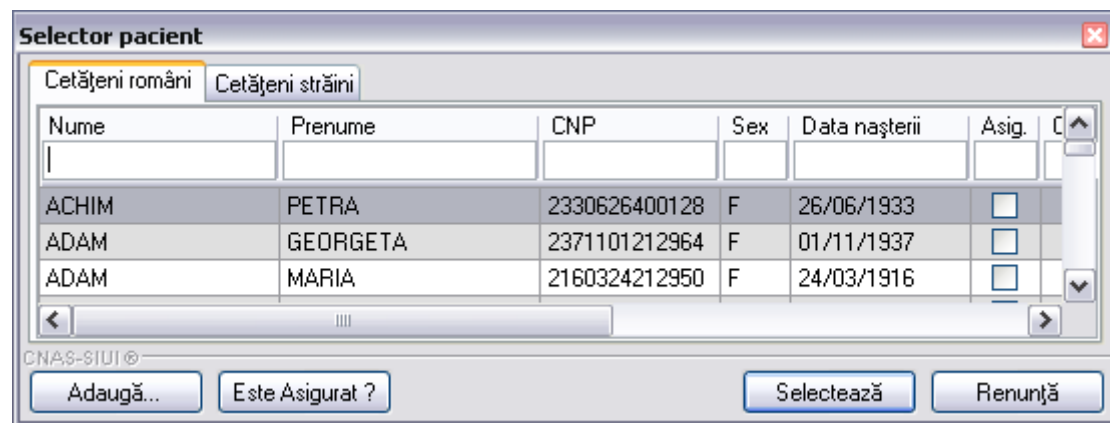 Selector pacient
Cetăţeni români Cetăţeni străini
Nume Prenume CNP Sex Data naşterii Asig.
ACHIM PETRA 2330626400128 F 26/06/1933
ADAM GEORGETA 2371101212964 F 01/11/1937
ADAM MARIA 2160324212950 F 24/03/1916
CNAS-SIUI®
Adaugă... Este Asigurat ? Selectează Renunţă